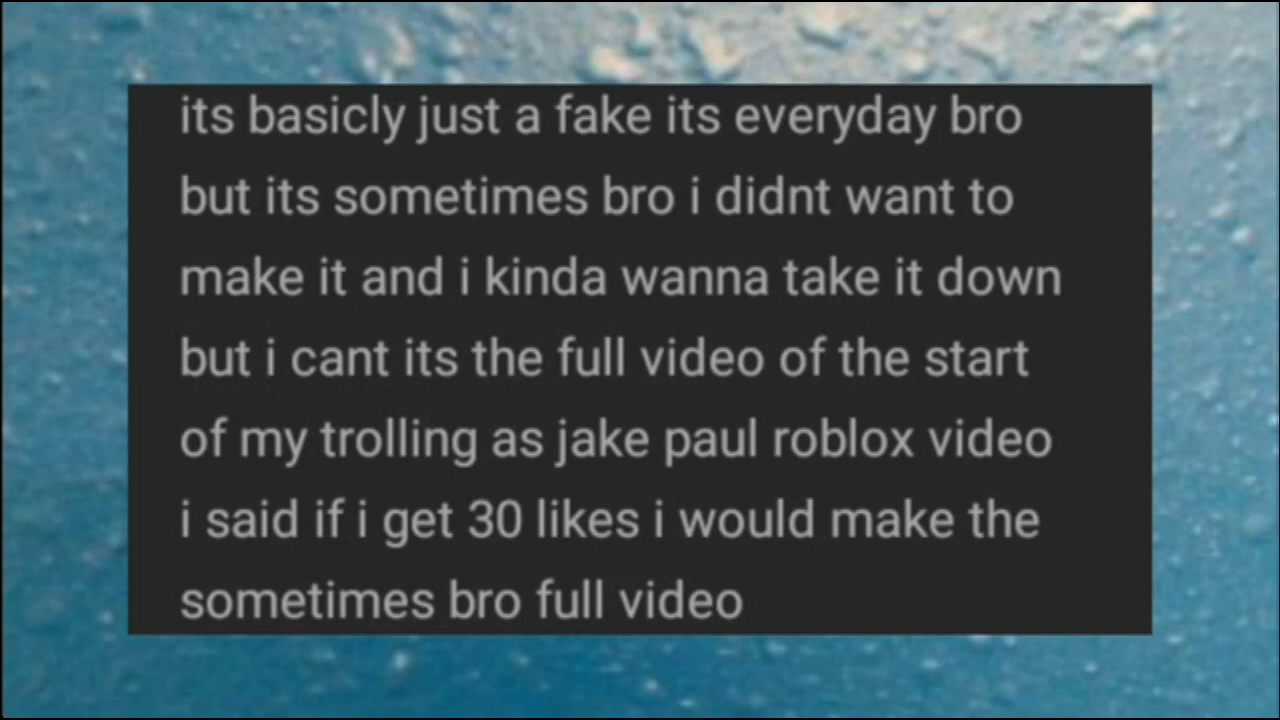 its basicly just a fake its everyday bro
but its sometimes bro i didnt want to
make it and i kinda wanna take it down
but i cant its the full video of the start
of my trolling as jake paul roblox video
i said if i get 30 likes i would make the
sometimes bro full video